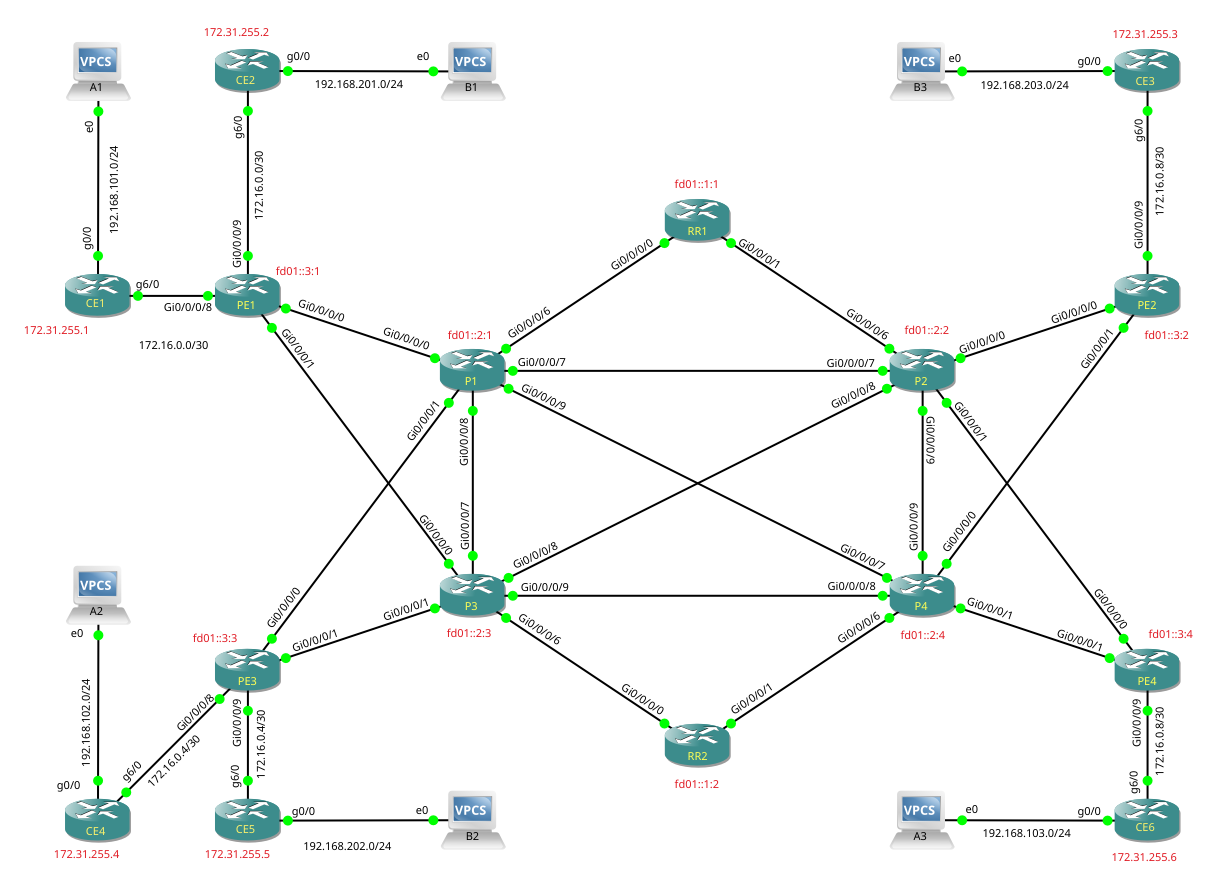 172.31.255.2
172.31.255.3
VPCS
A1
CE2
g0/0
e0
192.168.201.0/24
VPCS
B1
VPCS
B3
e0
g0/0
192.168.203.0/24
CE3
e0
192.168.101.0/24
g0/0
g6/0
172.16.0.0/30
Gi0/0/0/9
g6/0
172.16.0.8/30
Gi0/0/0/9
fd01::1:1
RR1
Gi0/0/0/0
Gi0/0/0/1
CE1
g6/0
Gi0/0/0/8
172.31.255.1
172.16.0.0/30
PE1
fd01::3:1
Gi0/0/0/0
Gi0/0/0/1
Gi0/0/0/0
Gi0/0/0/6
Gi0/0/0/6
fd01::2:1
P1
Gi0/0/0/7
Gi0/0/0/7
fd01::2:2
P2
Gi0/0/0/0
Gi0/0/0/0
PE2
fd01::3:2
Gi0/0/0/1
Gi0/0/0/1
Gi0/0/0/8
Gi0/0/0/9
Gi0/0/0/8
Gi0/0/0/9
Gi0/0/0/1
Gi0/0/0/0
Gi0/0/0/7
Gi0/0/0/8
Gi0/0/0/7
Gi0/0/0/9
Gi0/0/0/0
P3
fd01::2:3
Gi0/0/0/9
Gi0/0/0/8
P4
fd01::2:4
Gi0/0/0/1
Gi0/0/0/6
Gi0/0/0/6
Gi0/0/0/1
Gi0/0/0/1
Gi0/0/0/0
VPCS
A2
e0
192.168.102.0/24
g0/0
fd01::3:3
PE3
Gi0/0/0/0
Gi0/0/0/1
Gi0/0/0/8
172.16.0.4/30
g6/0
Gi0/0/0/9
172.16.0.4/30
g6/0
Gi0/0/0/0
Gi0/0/0/1
RR2
fd01::1:2
fd01::3:4
PE4
Gi0/0/0/9
172.16.0.8/30
g6/0
CE4
172.31.255.4
CE5
172.31.255.5
g0/0
e0
192.168.202.0/24
VPCS
B2
VPCS
A3
e0
g0/0
192.168.103.0/24
CE6
172.31.255.6